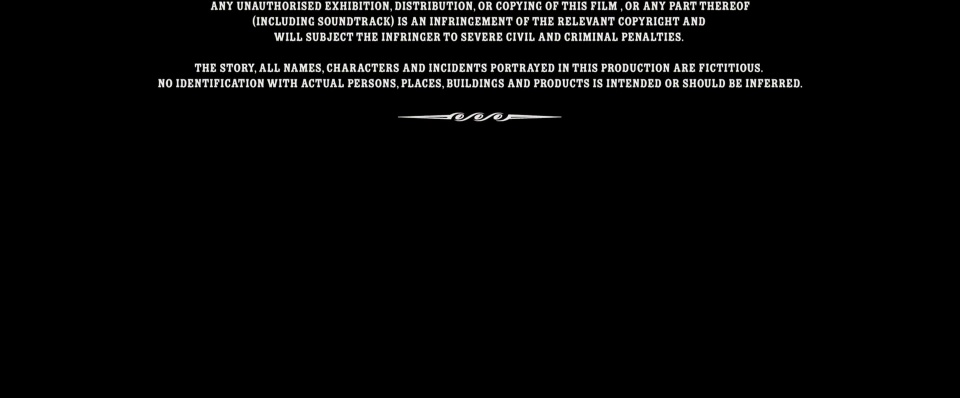 ANY UNAUTHORISED EXHIBITION, DISTRIBUTION, OR COPYING OF THIS FILM , OR ANY PART THEREOF
(INCLUDING SOUNDTRACK) IS AN INFRINGEMENT OF THE RELEVANT COPYRIGHT AND
WILL SUBJECT THE INFRINGER TO SEVERE CIVIL AND CRIMINAL PENALTIES.
THE STORY, ALL NAMES, CHARACTERS AND INCIDENTS PORTRAYED IN THIS PRODUCTION ARE FICTITIOUS.
NO IDENTIFICATION WITH ACTUAL PERSONS, PLACES, BUILDINGS AND PRODUCTS IS INTENDED OR SHOULD BE INFERRED.